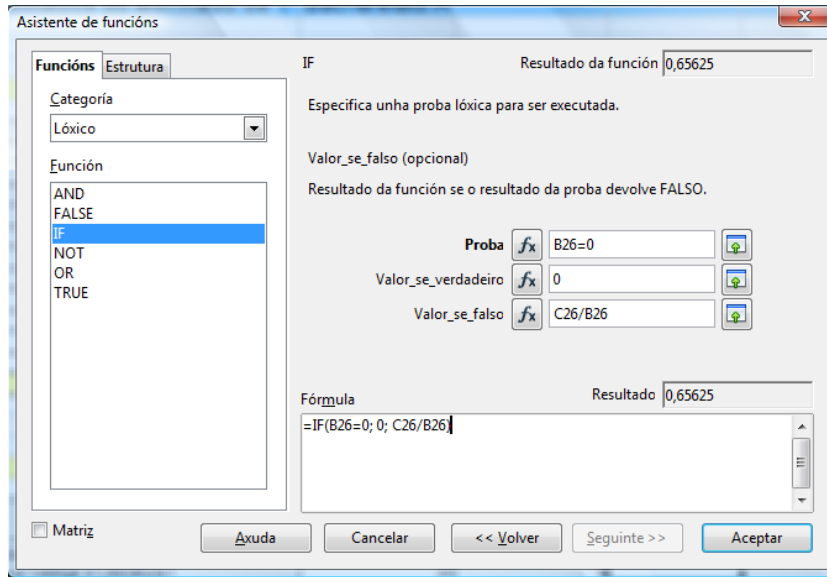 Asistente de funcións
Funcións Estrutura
Categoría
Lóxico
Función
AND
FALSE
IF
NOT
OR
TRUE
IF Resultado da función 0,65625
Especifica unha proba lóxica para ser executada.
Valor_se_falso (opcional)
Resultado da función se o resultado da proba devolve FALSO.
Proba fx B26=0
Valor_se_verdadeiro fx 0
Valor_se_falso fx C26/B26
Fórmula Resultado 0,65625
=IF(B26=0; 0; C26/B26)
Matriz Axuda Cancelar << Volver Seguinte >> Aceptar